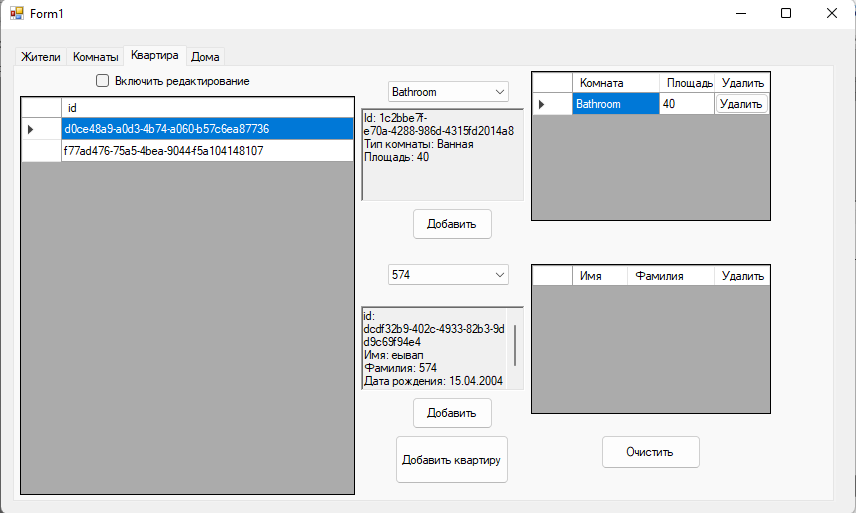 Form1
Жители Комнаты Квартира Дома
Включить редактирование
id
d0ce48a9-a0d3-4b74-a060-b57c6ea87736
f77ad476-75a5-4bea-9044-f5a104148107
Bathroom
Id: 1c2bbe7f-
e70a-4288-986d-4315fd2014a8
Тип комнаты: Ванная
Площадь: 40
Добавить
574
id:
dcdf32b9-402c-4933-82b3-9d
d9c69f94e4
Имя: еывап
Фамилия: 574
Дата рождения: 15.04.2004
Добавить
Добавить квартиру
Комната Площадь Удалить
Bathroom 40 Удалить
Имя Фамилия Удалить
Очистить